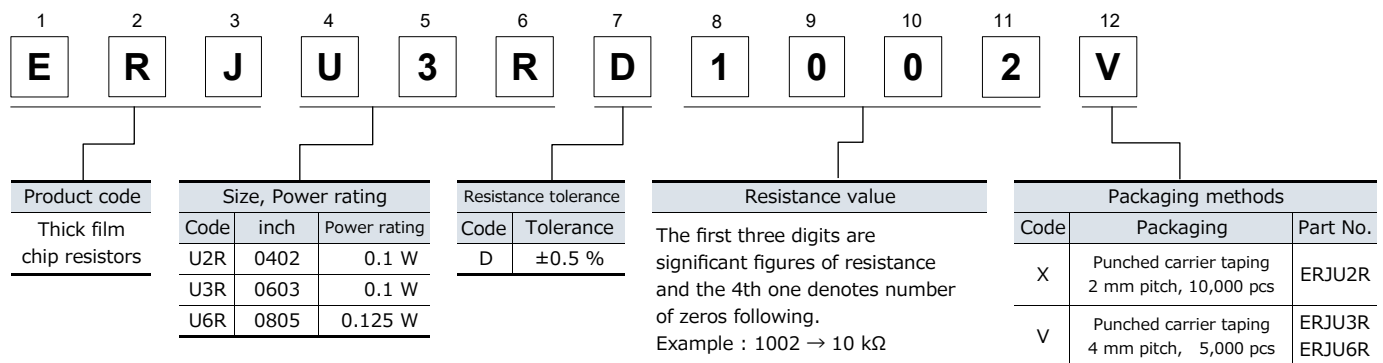 1 2 3 4 5 6 7 8 9 10 11 12
E R J U 3 R D 1 0 0 2 V
Product code
Thick film
chip resistors
Size, Power rating
Code inch Power rating
U2R 0402 0.1 W
U3R 0603 0.1 W
U6R 0805 0.125 W
Resistance tolerance
Code Tolerance
D ±0.5 %
Resistance value
The first three digits are
significant figures of resistance
and the 4th one denotes number
of zeros following.
Example : 1002 → 10 kΩ
Packaging methods
Code Packaging Part No.
X Punched carrier taping
2 mm pitch, 10,000 pcs ERJU2R
V Punched carrier taping ERJU3R
4 mm pitch, 5,000 pcs ERJU6R